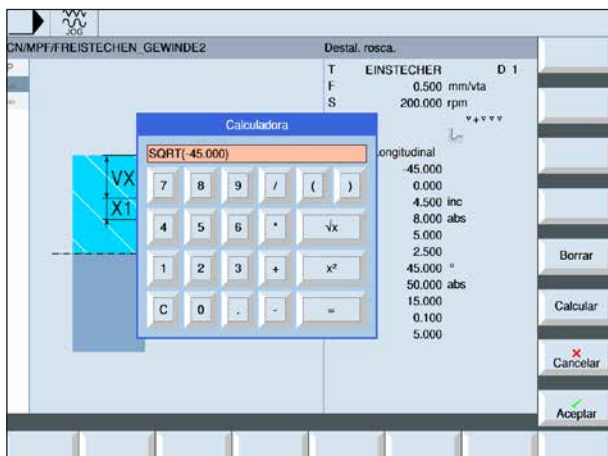 JOG
CN/MPF/FREISTECHEN_GEWINDE2
Destal. rosca.
T EINSTECHER D 1
F 0.500 mm/vta
S 200.000 rpm
Calculadora
SQRT(-45.000)
7 8 9 / ( )
4 5 6 * √x
1 2 3 + x²
C 0 . - =
VX
X1
ongitudinal
-45.000
0.000
4.500 inc
8.000 abs
5.000
2.500
45.000 °
50.000 abs
15.000
0.100
5.000
Borrar
Calcular
Cancelar
Aceptar